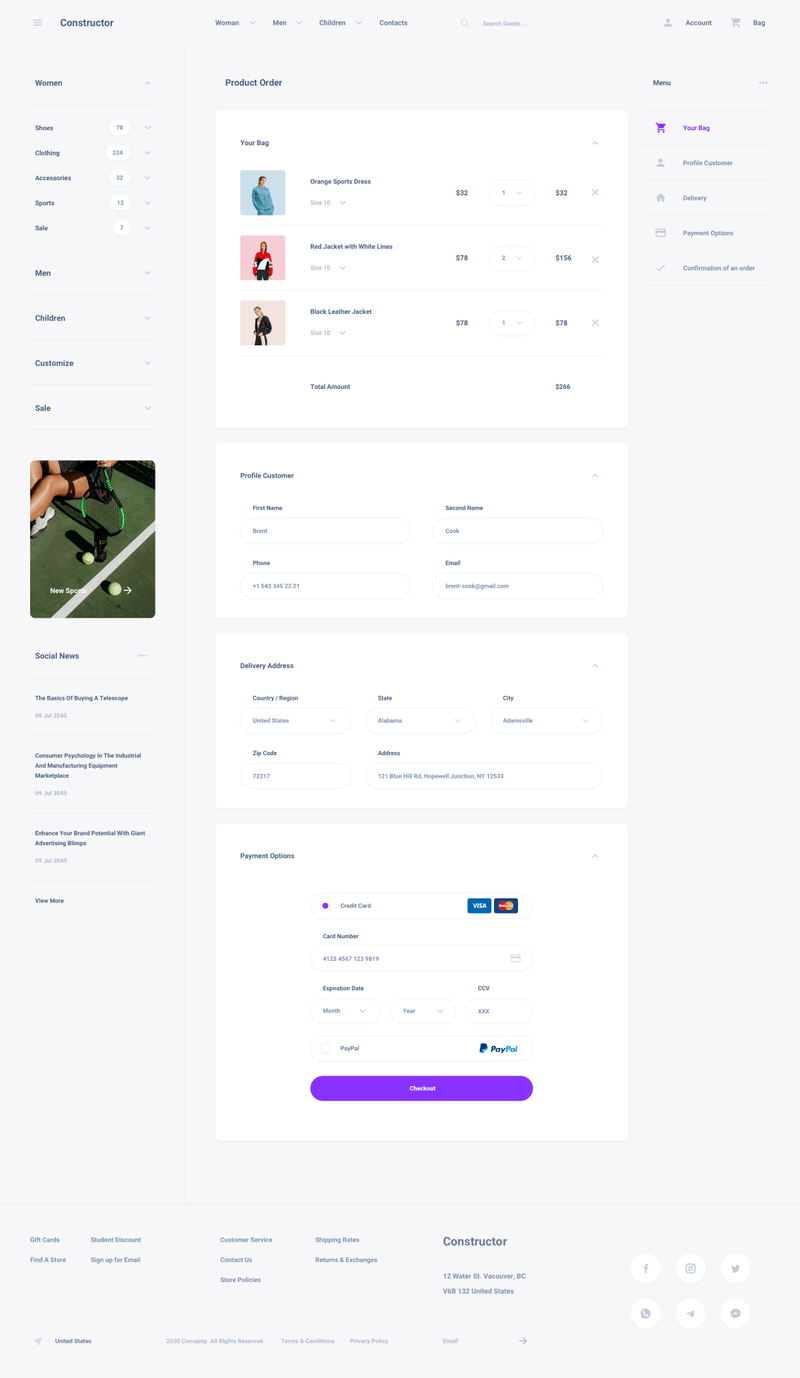 Constructor
Woman
Men
Children
Contacts
Search Goods ...
Account
Bag
Women
Shoes 78
Clothing 234
Accessories 32
Sports 12
Sale 7
Men
Children
Customize
Sale
New Sports
Social News
The Basics Of Buying A Telescope
09 Jul 2045
Consumer Psychology In The Industrial
And Manufacturing Equipment
Marketplace
09 Jul 2045
Enhance Your Brand Potential With Giant
Advertising Blimps
09 Jul 2045
View More
Product Order
Your Bag
Orange Sports Dress
Size 10
$32 1 $32
Red Jacket with White Lines
Size 10
$78 2 $156
Black Leather Jacket
Size 10
$78 1 $78
Total Amount $266
Profile Customer
First Name Second Name
Brent Cook
Phone Email
+1 543 345 22 21 brent-cook@gmail.com
Delivery Address
Country / Region State City
United States Alabama Adamsville
Zip Code Address
72217 121 Blue Hill Rd, Hopewell Junction, NY 12533
Payment Options
Credit Card VISA MasterCard
Card Number
4123 4567 123 9819
Expiration Date CCV
Month Year XXX
PayPal PayPal
Checkout
Menu
Your Bag
Profile Customer
Delivery
Payment Options
Confirmation of an order
Gift Cards Student Discount
Find A Store Sign up for Email
Customer Service Shipping Rates
Contact Us Returns & Exchanges
Store Policies
Constructor
12 Water St. Vacouver, BC
V6B 132 United States
United States
2030 Comapny. All Rights Reserved.
Terms & Conditions
Privacy Policy
Email